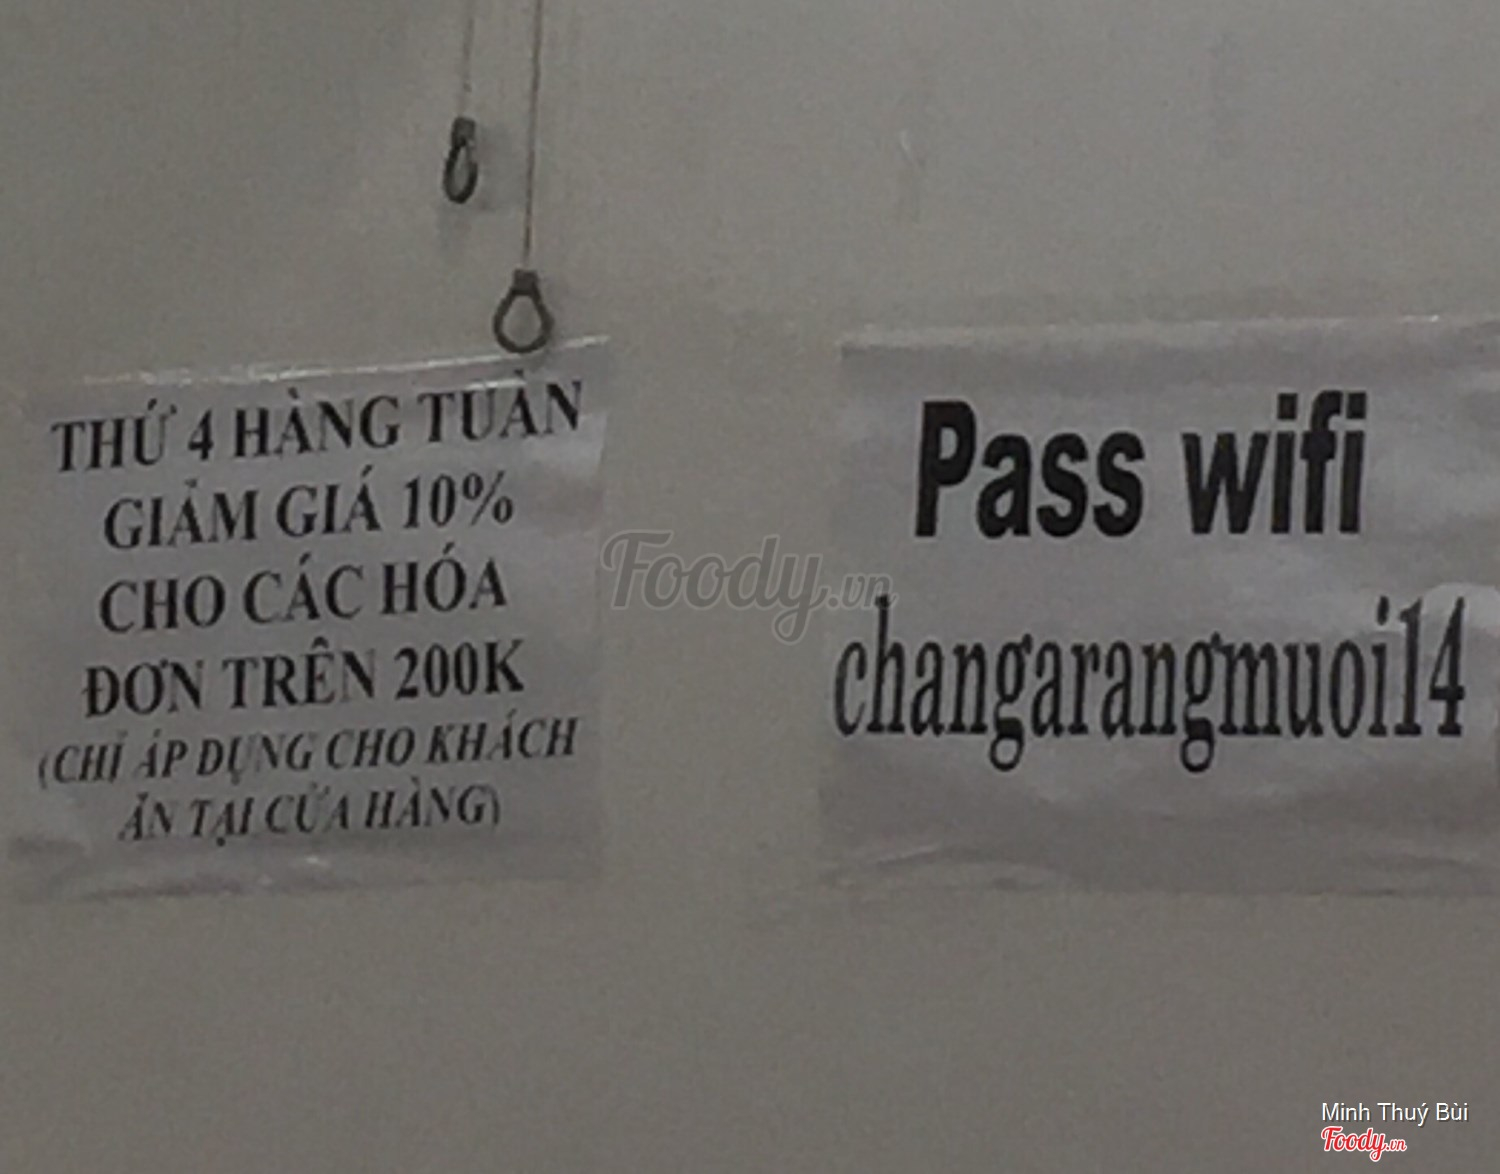 THỨ 4 HÀNG TUẦN
GIẢM GIÁ 10%
CHO CÁC HÓA
ĐƠN TRÊN 200K
(CHỈ ÁP DỤNG CHO KHÁCH
ĂN TẠI CỬA HÀNG)
Pass wifi
changarangmuoi14
Foody.vn
Minh Thuý Bùi
Foody.vn